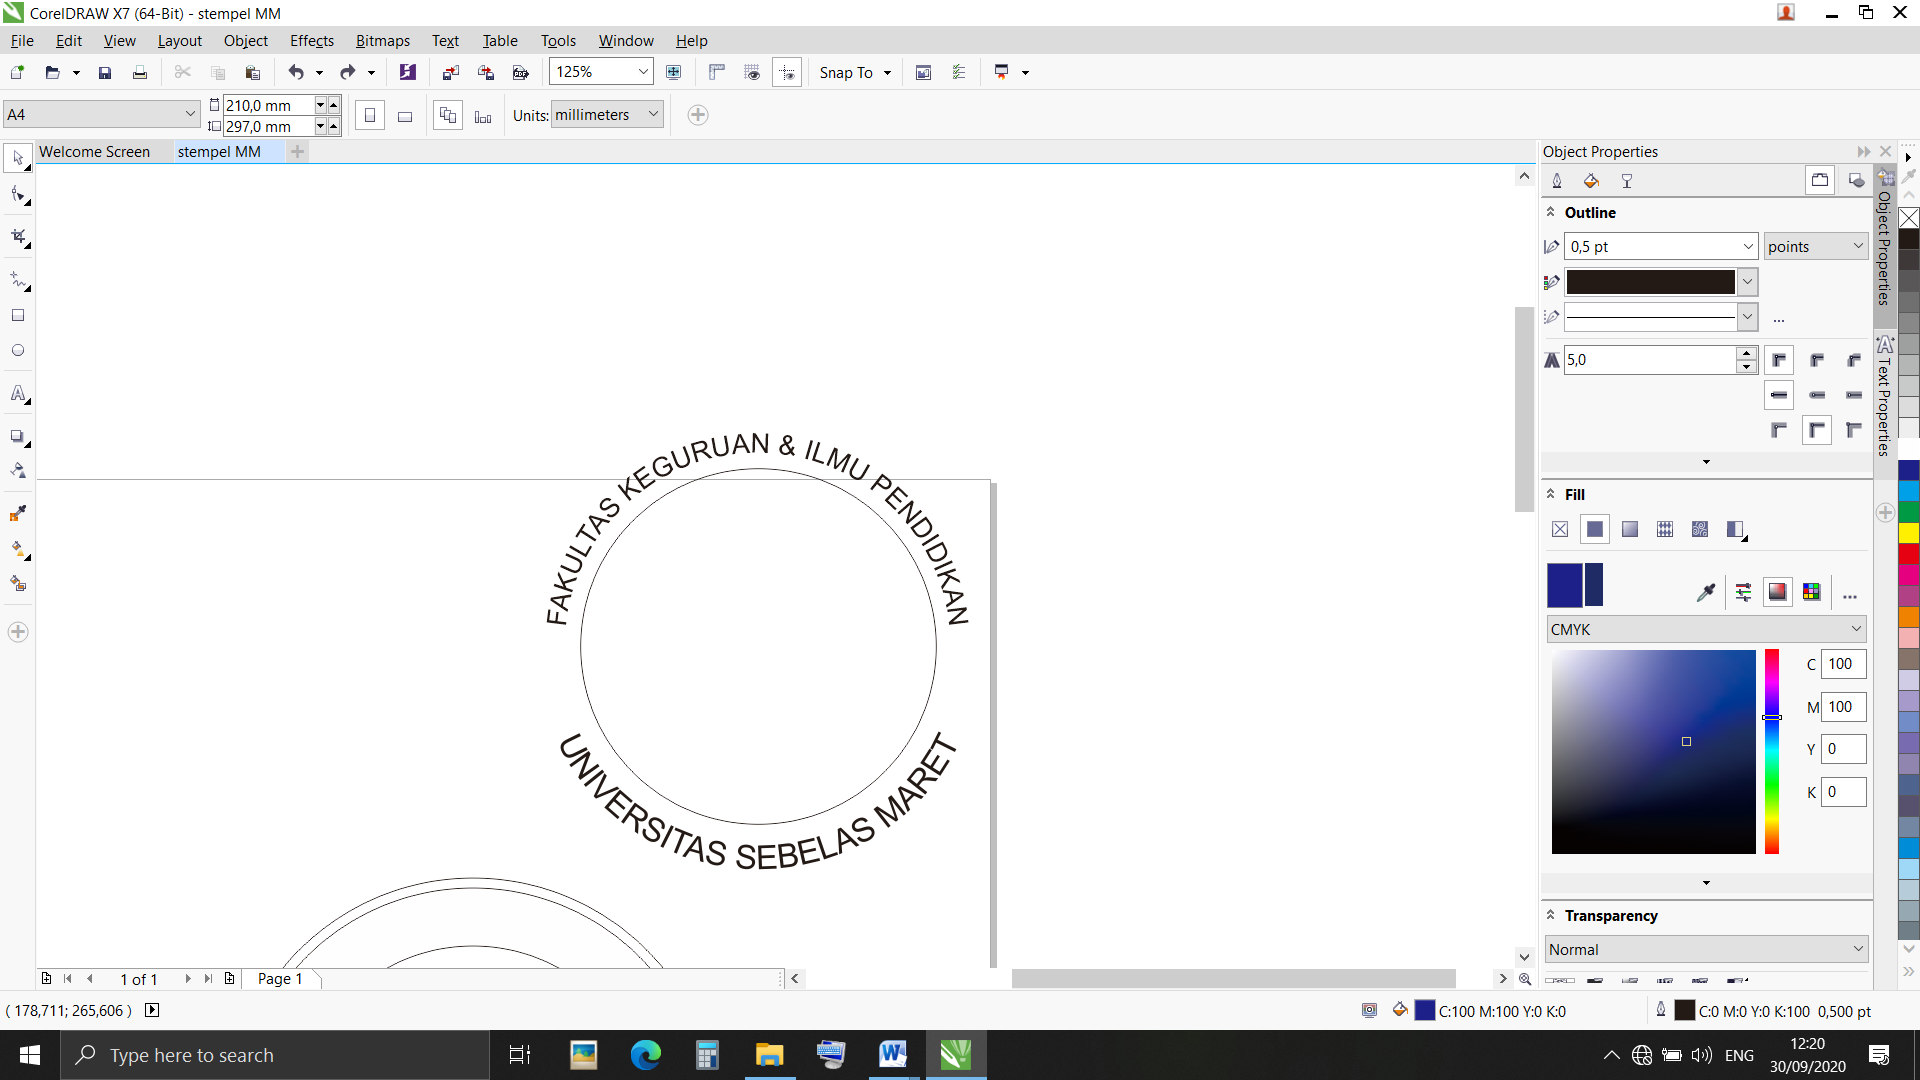 CorelDRAW X7 (64-Bit) - stempel MM
File Edit View Layout Object Effects Bitmaps Text Table Tools Window Help
125% Snap To
A4
210,0 mm
297,0 mm
Units: millimeters
Welcome Screen stempel MM
Object Properties
Outline
0,5 pt points
...
5,0
Object Properties
Text Properties
Fill
...
CMYK
C 100
M 100
Y 0
K 0
Transparency
Normal
FAKULTAS KEGURUAN & ILMU PENDIDIKAN
UNIVERSITAS SEBELAS MARET
1 of 1 Page 1
( 178,711; 265,606 ) C:100 M:100 Y:0 K:0 C:0 M:0 Y:0 K:100 0,500 pt
Type here to search
ENG
12:20
30/09/2020